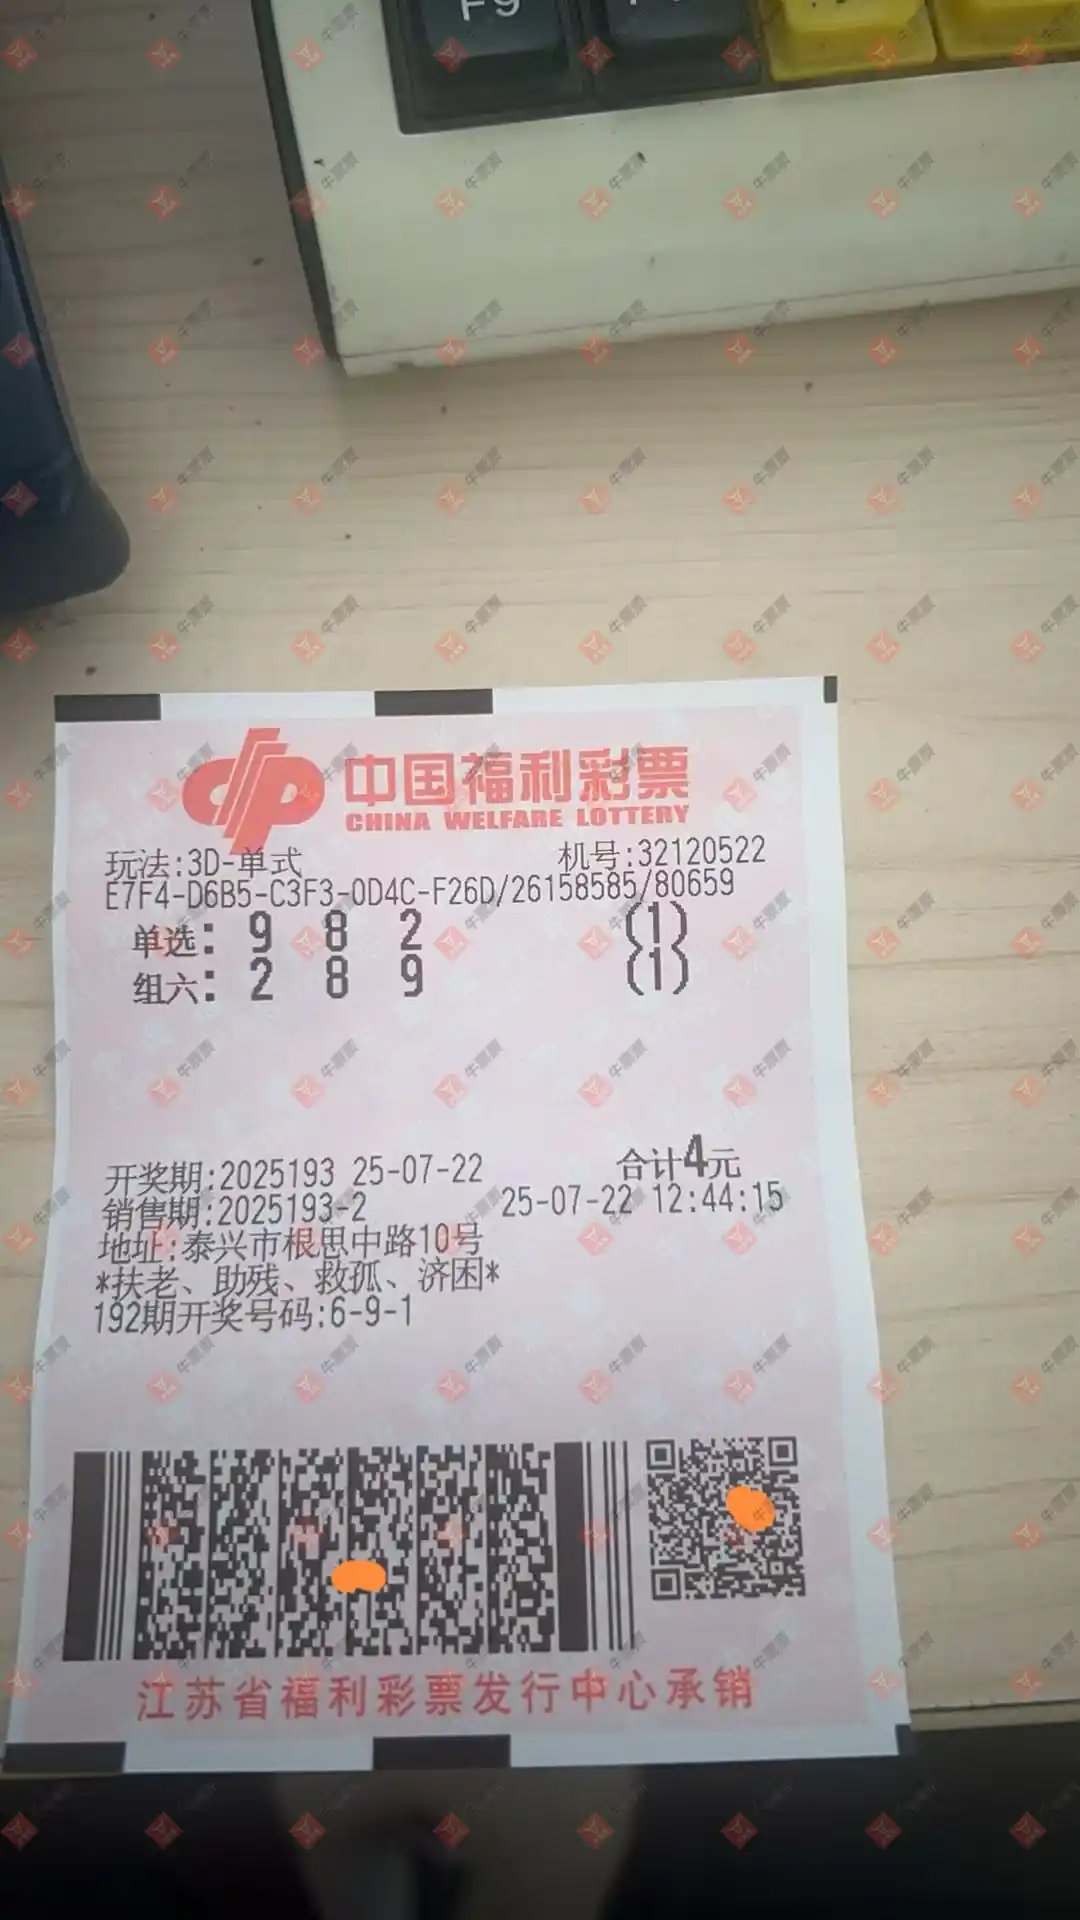 F9
中国福利彩票
CHINA WELFARE LOTTERY
玩法:3D-单式 机号:32120522
E7F4-D6B5-C3F3-0D4C-F26D/26158585/80659
单选: 9 8 2 (1)
组六: 2 8 9 (1)
开奖期:2025193 25-07-22 合计4元
销售期:2025193-2 25-07-22 12:44:15
地址:泰兴市根思中路10号
*扶老、助残、救孤、济困*
192期开奖号码:6-9-1
江苏省福利彩票发行中心承销
牛票票